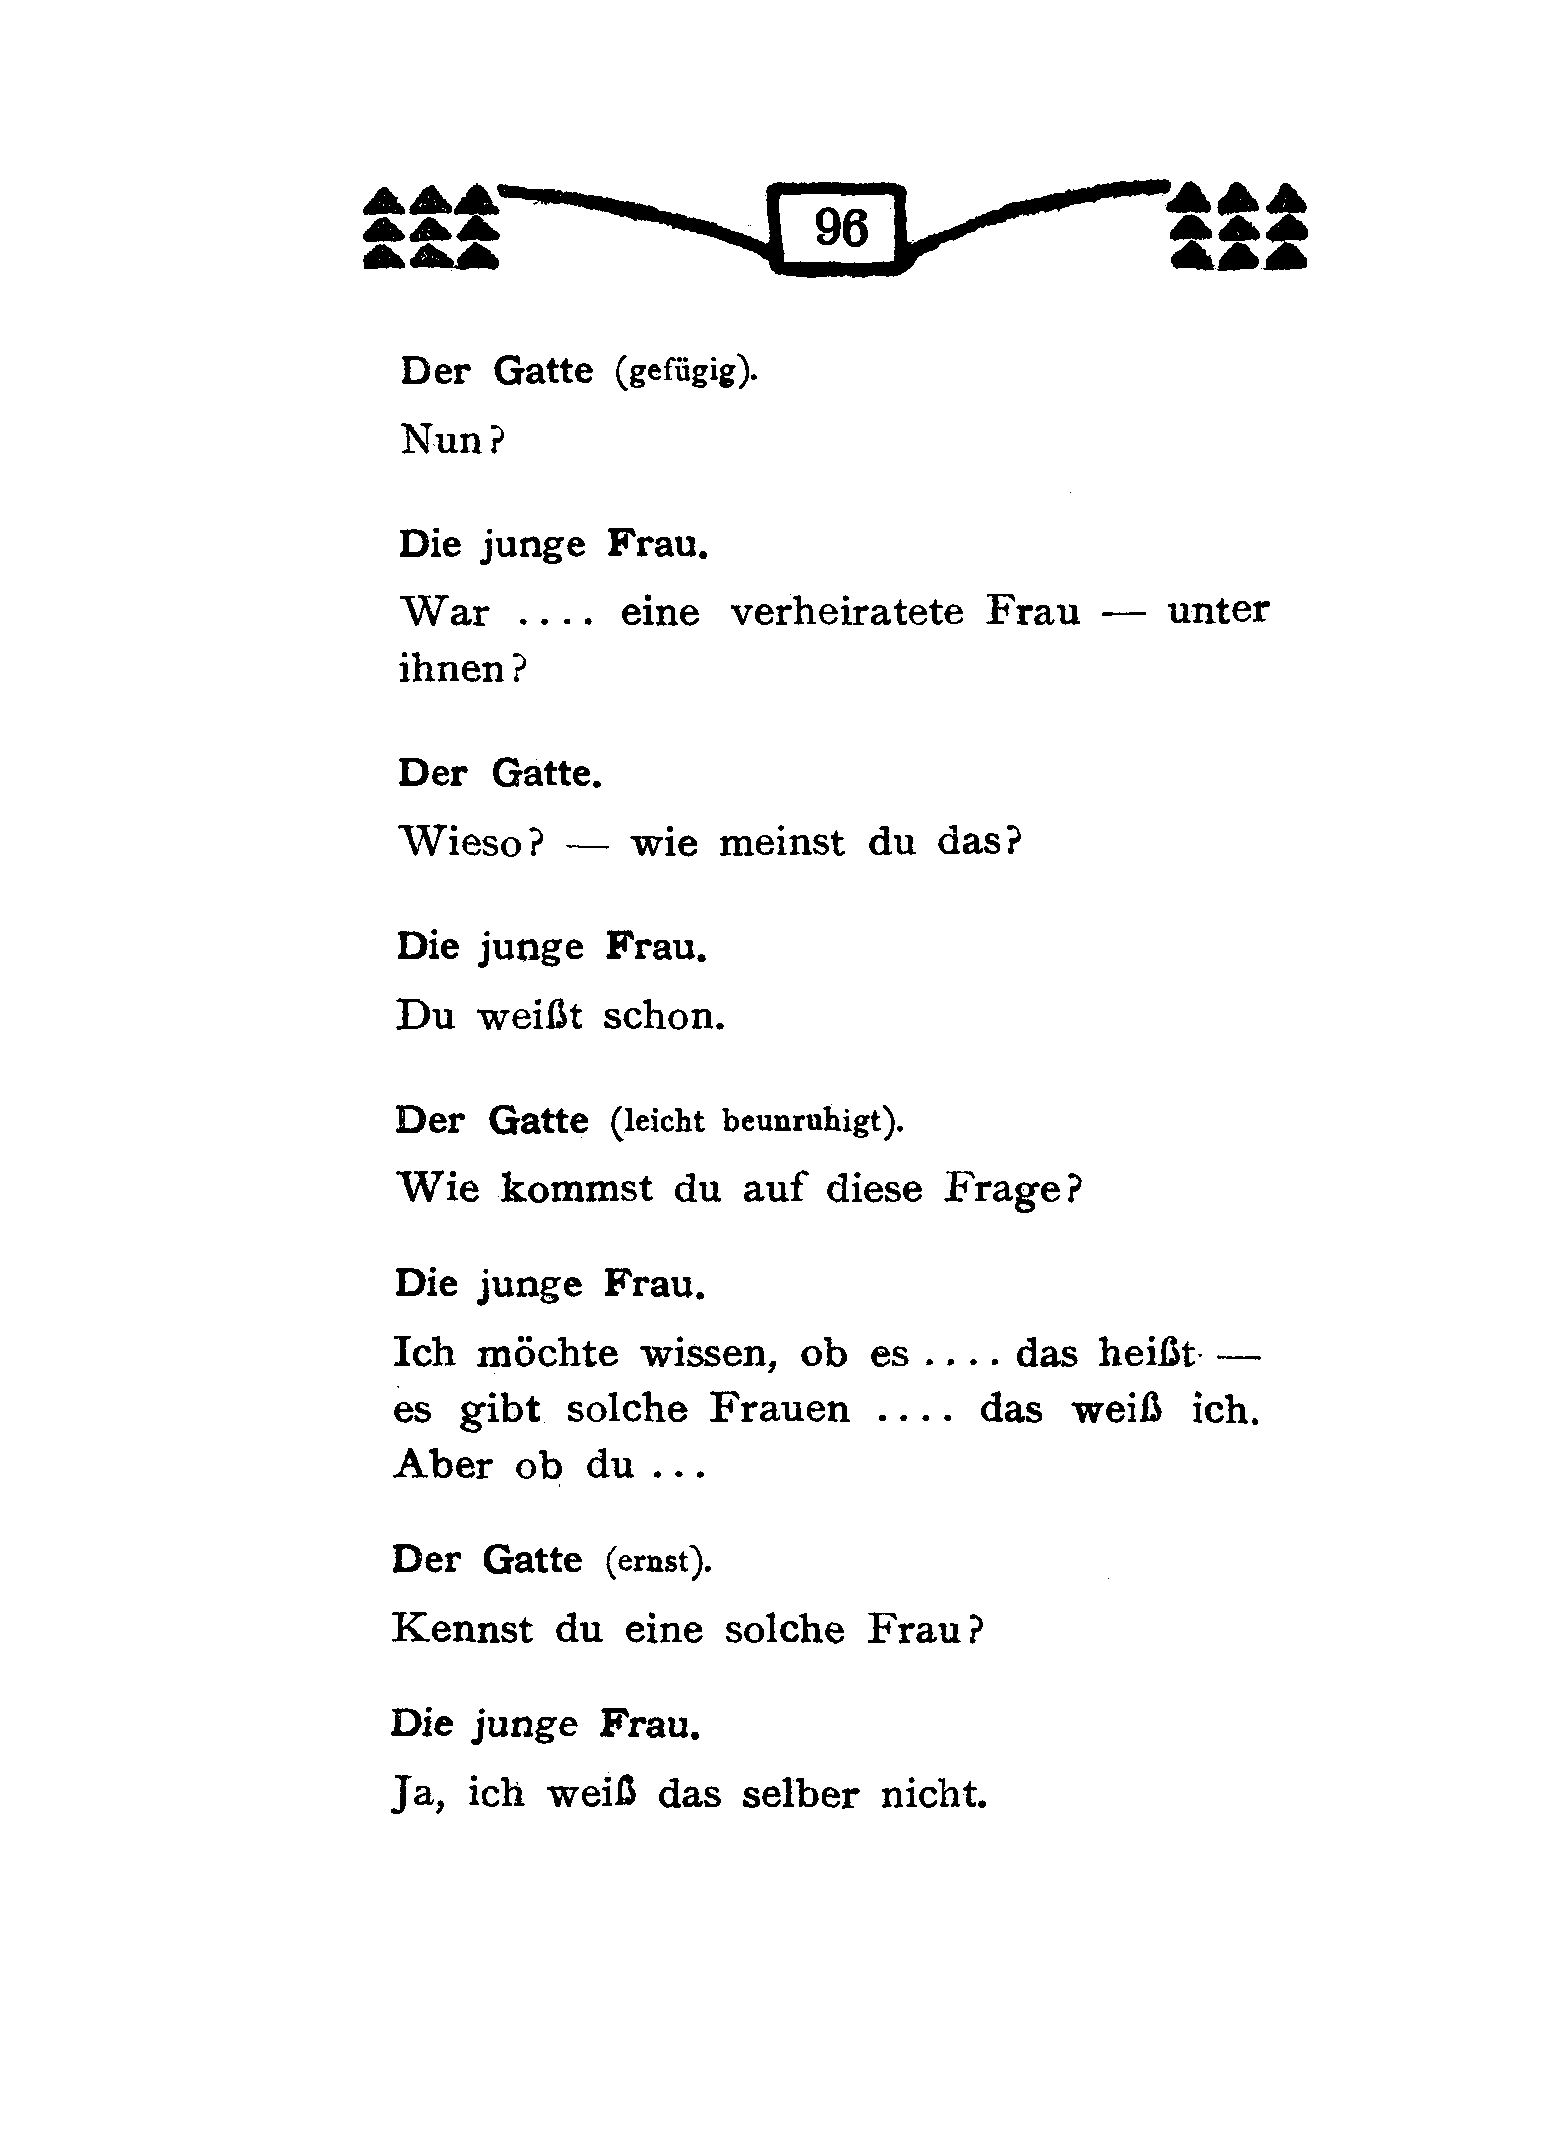 96
Der Gatte (gefügig).
Nun?
Die junge Frau.
War .... eine verheiratete Frau — unter
ihnen?
Der Gatte.
Wieso? — wie meinst du das?
Die junge Frau.
Du weißt schon.
Der Gatte (leicht beunruhigt).
Wie kommst du auf diese Frage?
Die junge Frau.
Ich möchte wissen, ob es .... das heißt —
es gibt solche Frauen .... das weiß ich.
Aber ob du ...
Der Gatte (ernst).
Kennst du eine solche Frau?
Die junge Frau.
Ja, ich weiß das selber nicht.